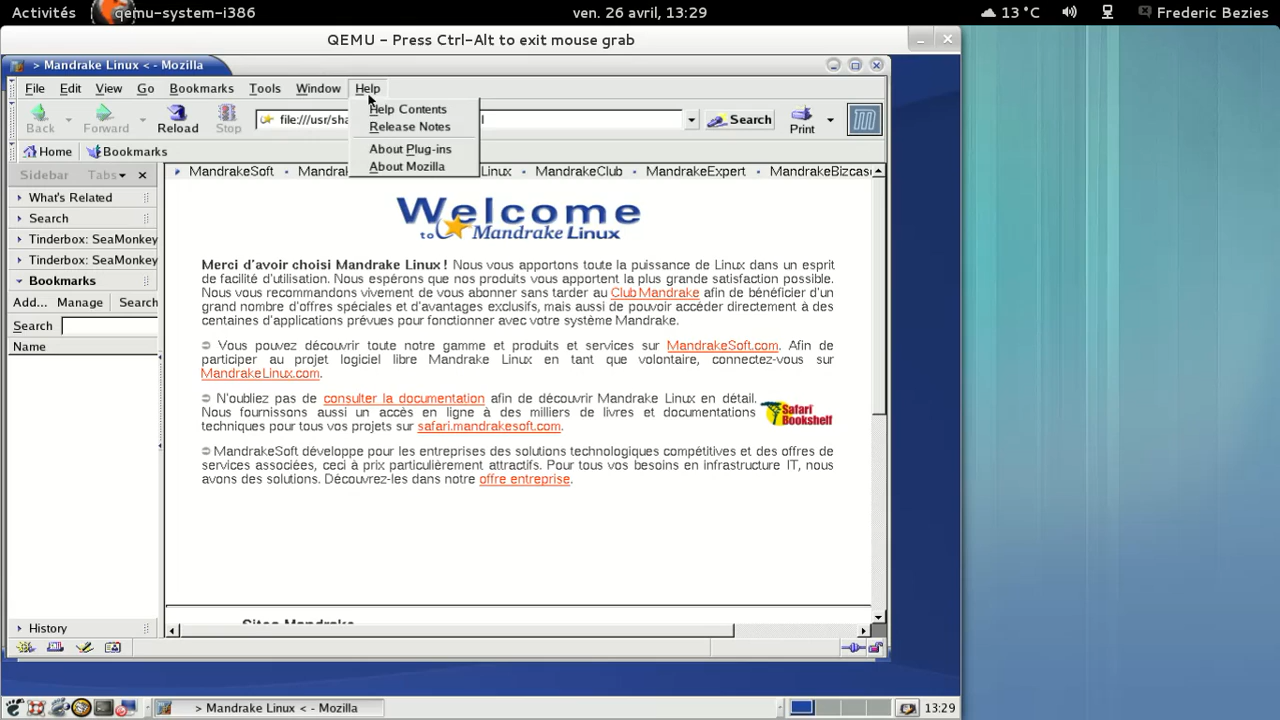 Activités qemu-system-i386 ven. 26 avril, 13:29 13 °C Frederic Bezies
QEMU - Press Ctrl-Alt to exit mouse grab
> Mandrake Linux < - Mozilla
File Edit View Go Bookmarks Tools Window Help
Help Contents
Release Notes
About Plug-ins
About Mozilla
Back Forward Reload Stop file:///usr/sha l Search Print
Home Bookmarks
Sidebar Tabs
What's Related
Search
Tinderbox: SeaMonkey
Tinderbox: SeaMonkey
Bookmarks
Add... Manage Search
Search
Name
History
MandrakeSoft Mandra Linux MandrakeClub MandrakeExpert MandrakeBizcas
Welcome
to Mandrake Linux
Merci d'avoir choisi Mandrake Linux ! Nous vous apportons toute la puissance de Linux dans un esprit
de facilité d'utilisation. Nous espérons que nos produits vous apportent la plus grande satisfaction possible.
Nous vous recommandons vivement de vous abonner sans tarder au Club Mandrake afin de bénéficier d'un
grand nombre d'offres spéciales et d'avantages exclusifs, mais aussi de pouvoir accéder directement à des
centaines d'applications prévues pour fonctionner avec votre système Mandrake.
Vous pouvez découvrir toute notre gamme et produits et services sur MandrakeSoft.com. Afin de
participer au projet logiciel libre Mandrake Linux en tant que volontaire, connectez-vous sur
MandrakeLinux.com.
N'oubliez pas de consulter la documentation afin de découvrir Mandrake Linux en détail.
Nous fournissons aussi un accès en ligne à des milliers de livres et documentations
techniques pour tous vos projets sur safari.mandrakesoft.com.
Safari
Bookshelf
MandrakeSoft développe pour les entreprises des solutions technologiques compétitives et des offres de
services associées, ceci à prix particulièrement attractifs. Pour tous vos besoins en infrastructure IT, nous
avons des solutions. Découvrez-les dans notre offre entreprise.
Sites Mandrake
> Mandrake Linux < - Mozilla 13:29